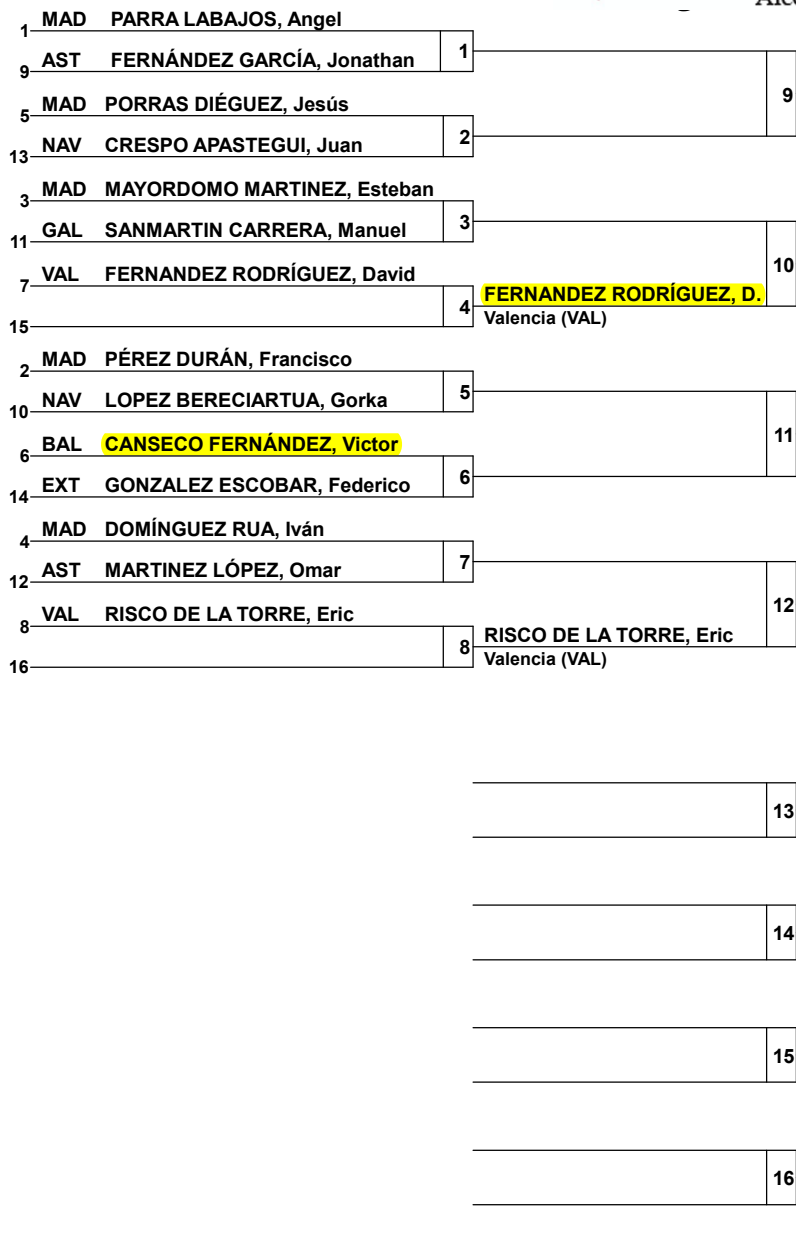 1 MAD PARRA LABAJOS, Angel
1
9 AST FERNÁNDEZ GARCÍA, Jonathan
9
5 MAD PORRAS DIÉGUEZ, Jesús
2
13 NAV CRESPO APASTEGUI, Juan
3 MAD MAYORDOMO MARTINEZ, Esteban
3
11 GAL SANMARTIN CARRERA, Manuel
10
7 VAL FERNANDEZ RODRÍGUEZ, David
4 FERNANDEZ RODRÍGUEZ, D.
Valencia (VAL)
15
2 MAD PÉREZ DURÁN, Francisco
5
10 NAV LOPEZ BERECIARTUA, Gorka
11
6 BAL CANSECO FERNÁNDEZ, Victor
6
14 EXT GONZALEZ ESCOBAR, Federico
4 MAD DOMÍNGUEZ RUA, Iván
7
12 AST MARTINEZ LÓPEZ, Omar
12
8 VAL RISCO DE LA TORRE, Eric
8 RISCO DE LA TORRE, Eric
Valencia (VAL)
16
13
14
15
16